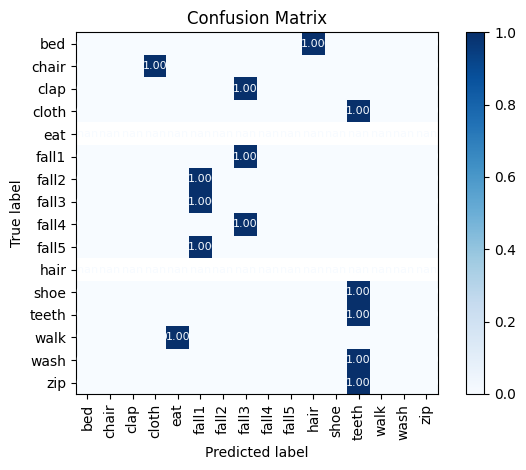 Confusion Matrix
True label
bed 1.00
chair 1.00
clap 1.00
cloth 1.00
eat
fall1 1.00
fall2 1.00
fall3 1.00
fall4 1.00
fall5 1.00
hair
shoe 1.00
teeth 1.00
walk 1.00
wash 1.00
zip 1.00
bed chair clap cloth eat fall1 fall2 fall3 fall4 fall5 hair shoe teeth walk wash zip
Predicted label
1.0
0.8
0.6
0.4
0.2
0.0